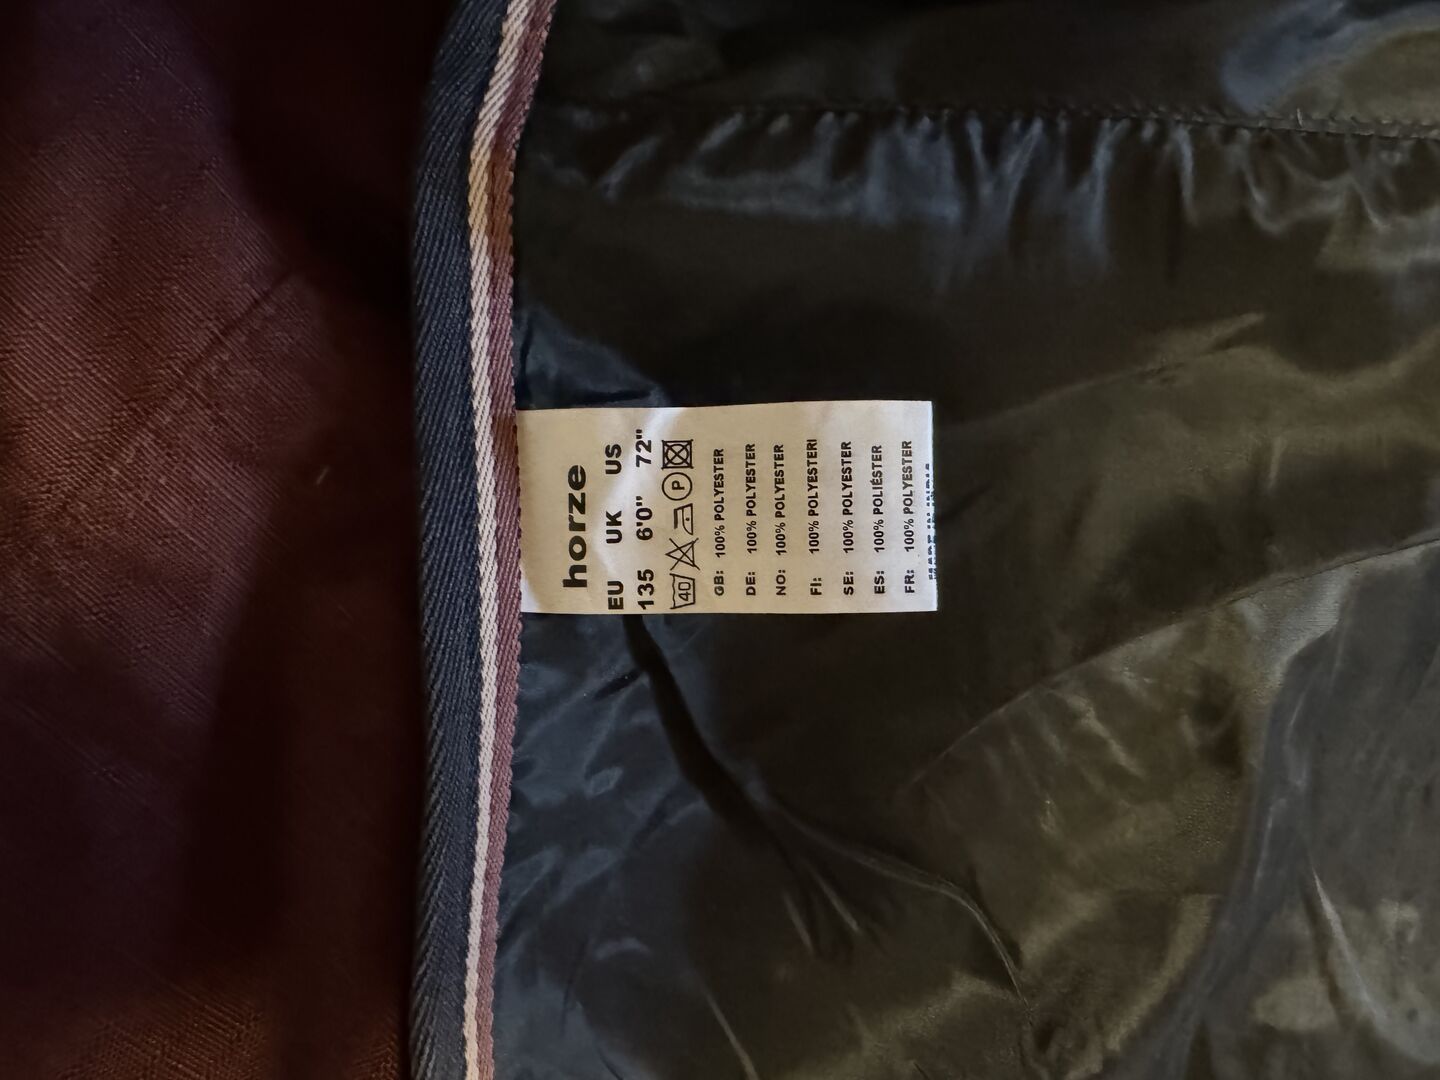 horze
EU UK US
135 6'0" 72"
40 P
GB: 100% POLYESTER
DE: 100% POLYESTER
NO: 100% POLYESTER
FI: 100% POLYESTERI
SE: 100% POLYESTER
ES: 100% POLIÉSTER
FR: 100% POLYESTER